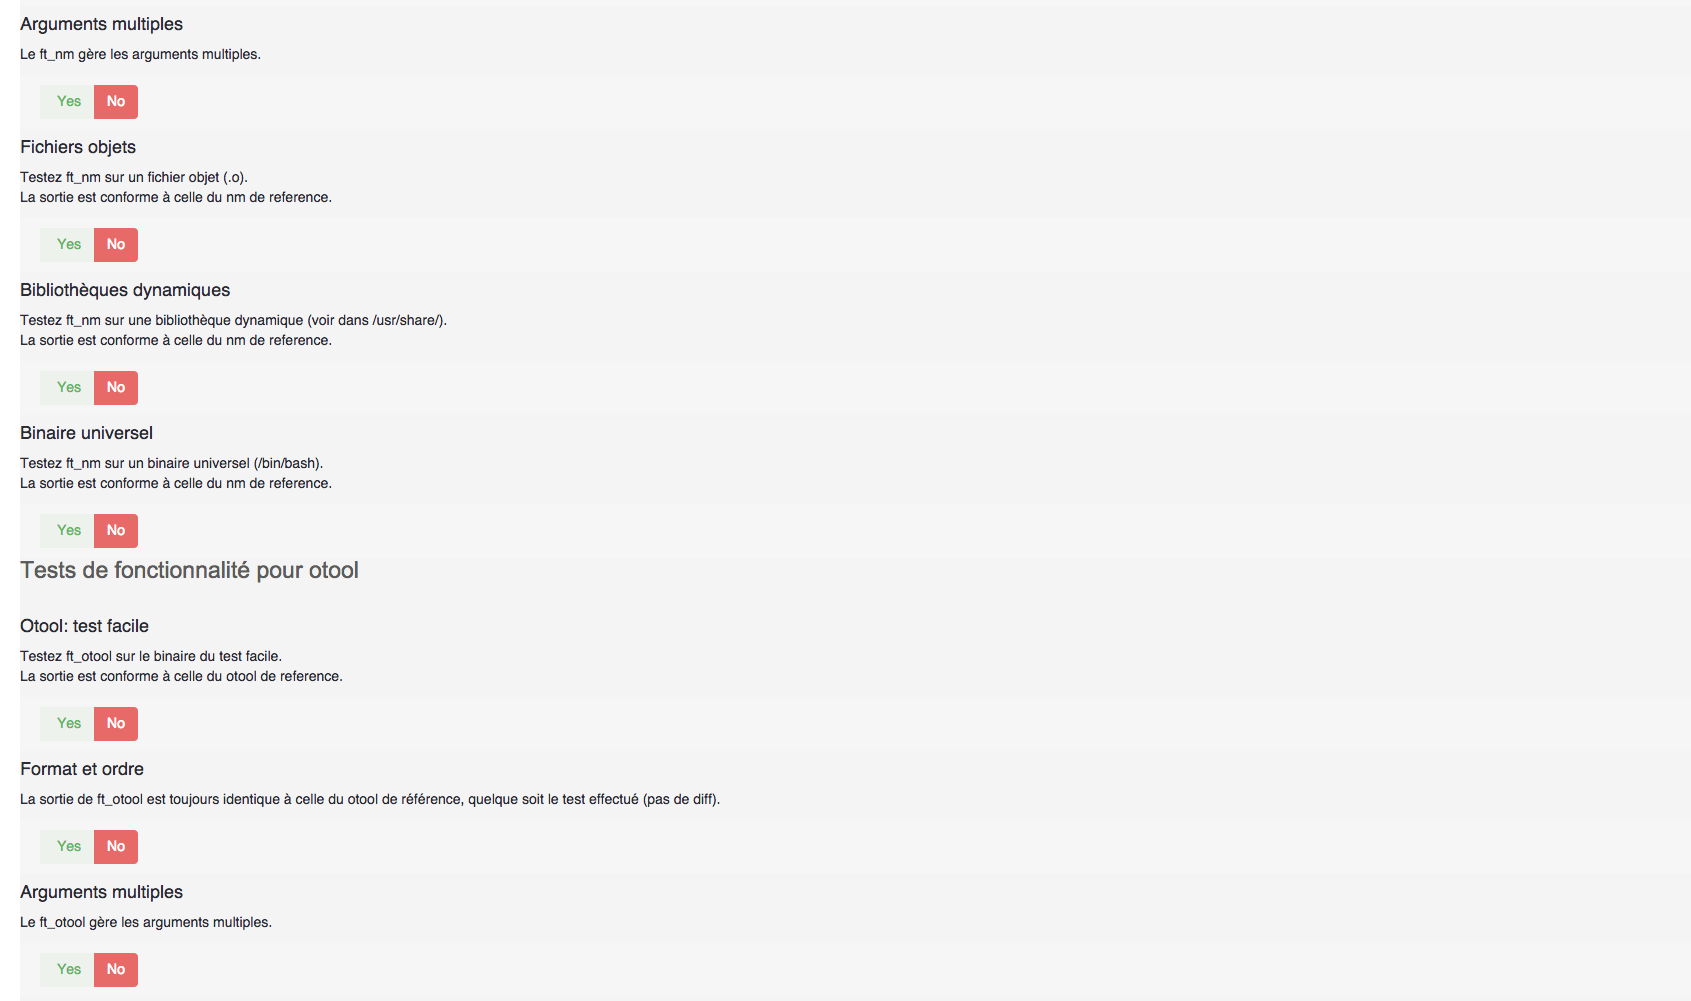 Arguments multiples
Le ft_nm gère les arguments multiples.
Yes No
Fichiers objets
Testez ft_nm sur un fichier objet (.o).
La sortie est conforme à celle du nm de reference.
Yes No
Bibliothèques dynamiques
Testez ft_nm sur une bibliothèque dynamique (voir dans /usr/share/).
La sortie est conforme à celle du nm de reference.
Yes No
Binaire universel
Testez ft_nm sur un binaire universel (/bin/bash).
La sortie est conforme à celle du nm de reference.
Yes No
Tests de fonctionnalité pour otool
Otool: test facile
Testez ft_otool sur le binaire du test facile.
La sortie est conforme à celle du otool de reference.
Yes No
Format et ordre
La sortie de ft_otool est toujours identique à celle du otool de référence, quelque soit le test effectué (pas de diff).
Yes No
Arguments multiples
Le ft_otool gère les arguments multiples.
Yes No